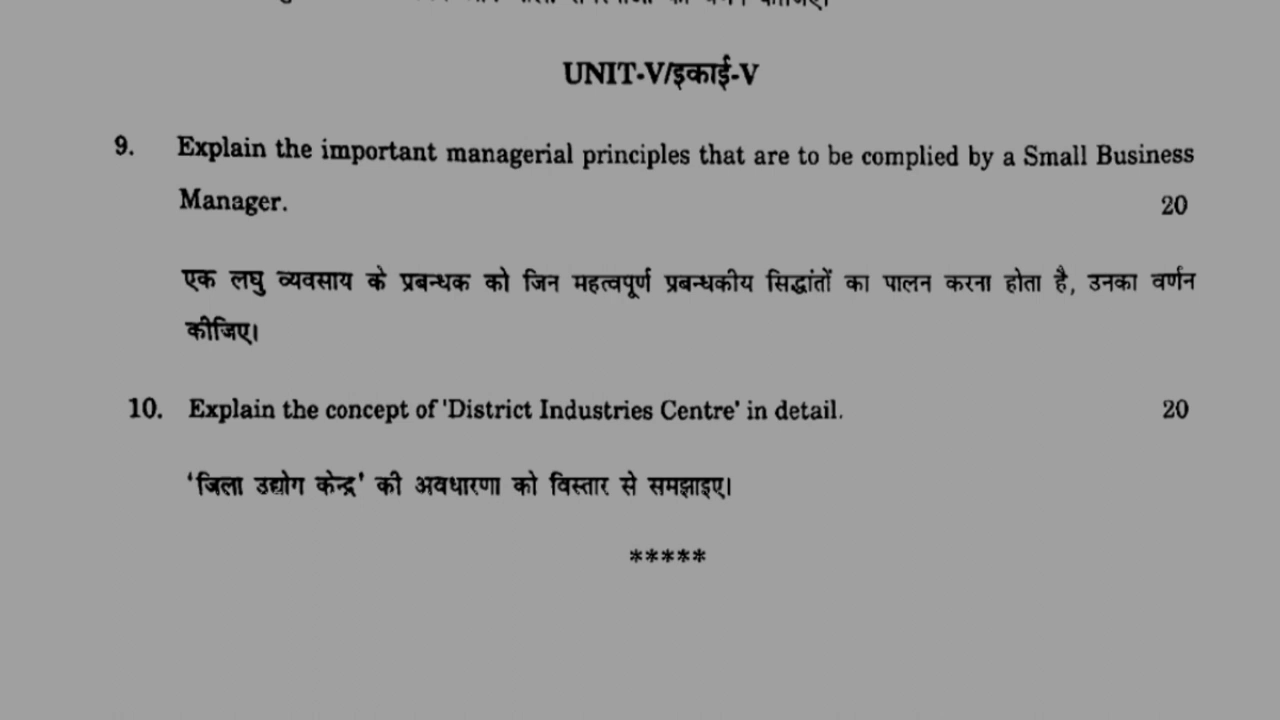 UNIT-V/इकाई-V
9. Explain the important managerial principles that are to be complied by a Small Business
Manager. 20
एक लघु व्यवसाय के प्रबन्धक को जिन महत्वपूर्ण प्रबन्धकीय सिद्धांतों का पालन करना होता है, उनका वर्णन
कीजिए।
10. Explain the concept of 'District Industries Centre' in detail. 20
'जिला उद्योग केन्द्र' की अवधारणा को विस्तार से समझाइए।
*****